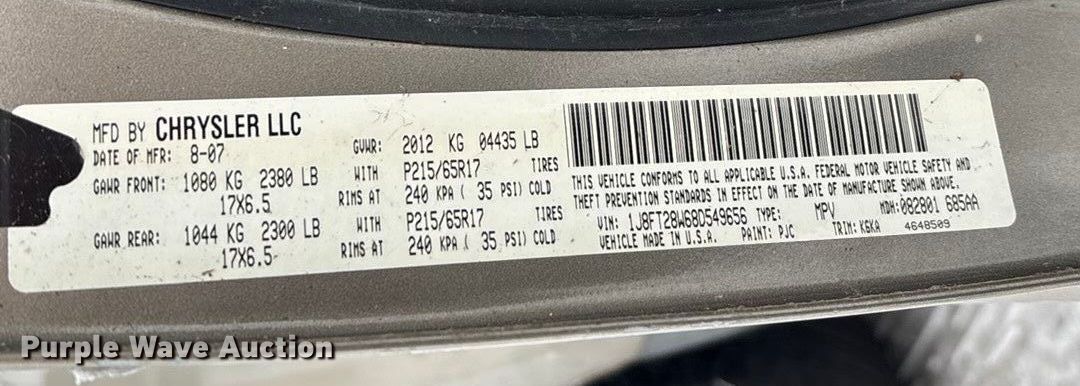 MFD BY CHRYSLER LLC
DATE OF MFR: 8-07
GVWR: 2012 KG 04435 LB
GAWR FRONT: 1080 KG 2380 LB WITH P215/65R17 TIRES
17X6.5 RIMS AT 240 KPA ( 35 PSI) COLD
GAWR REAR: 1044 KG 2300 LB WITH P215/65R17 TIRES
17X6.5 RIMS AT 240 KPA ( 35 PSI) COLD
THIS VEHICLE CONFORMS TO ALL APPLICABLE U.S.A. FEDERAL MOTOR VEHICLE SAFETY AND
THEFT PREVENTION STANDARDS IN EFFECT ON THE DATE OF MANUFACTURE SHOWN ABOVE.
VIN: 1J8FT28W68D549656 TYPE: MPV MDH: 082801 685AA
VEHICLE MADE IN U.S.A. PAINT: PJC TRIM: K6KA 4648509
Purple Wave Auction